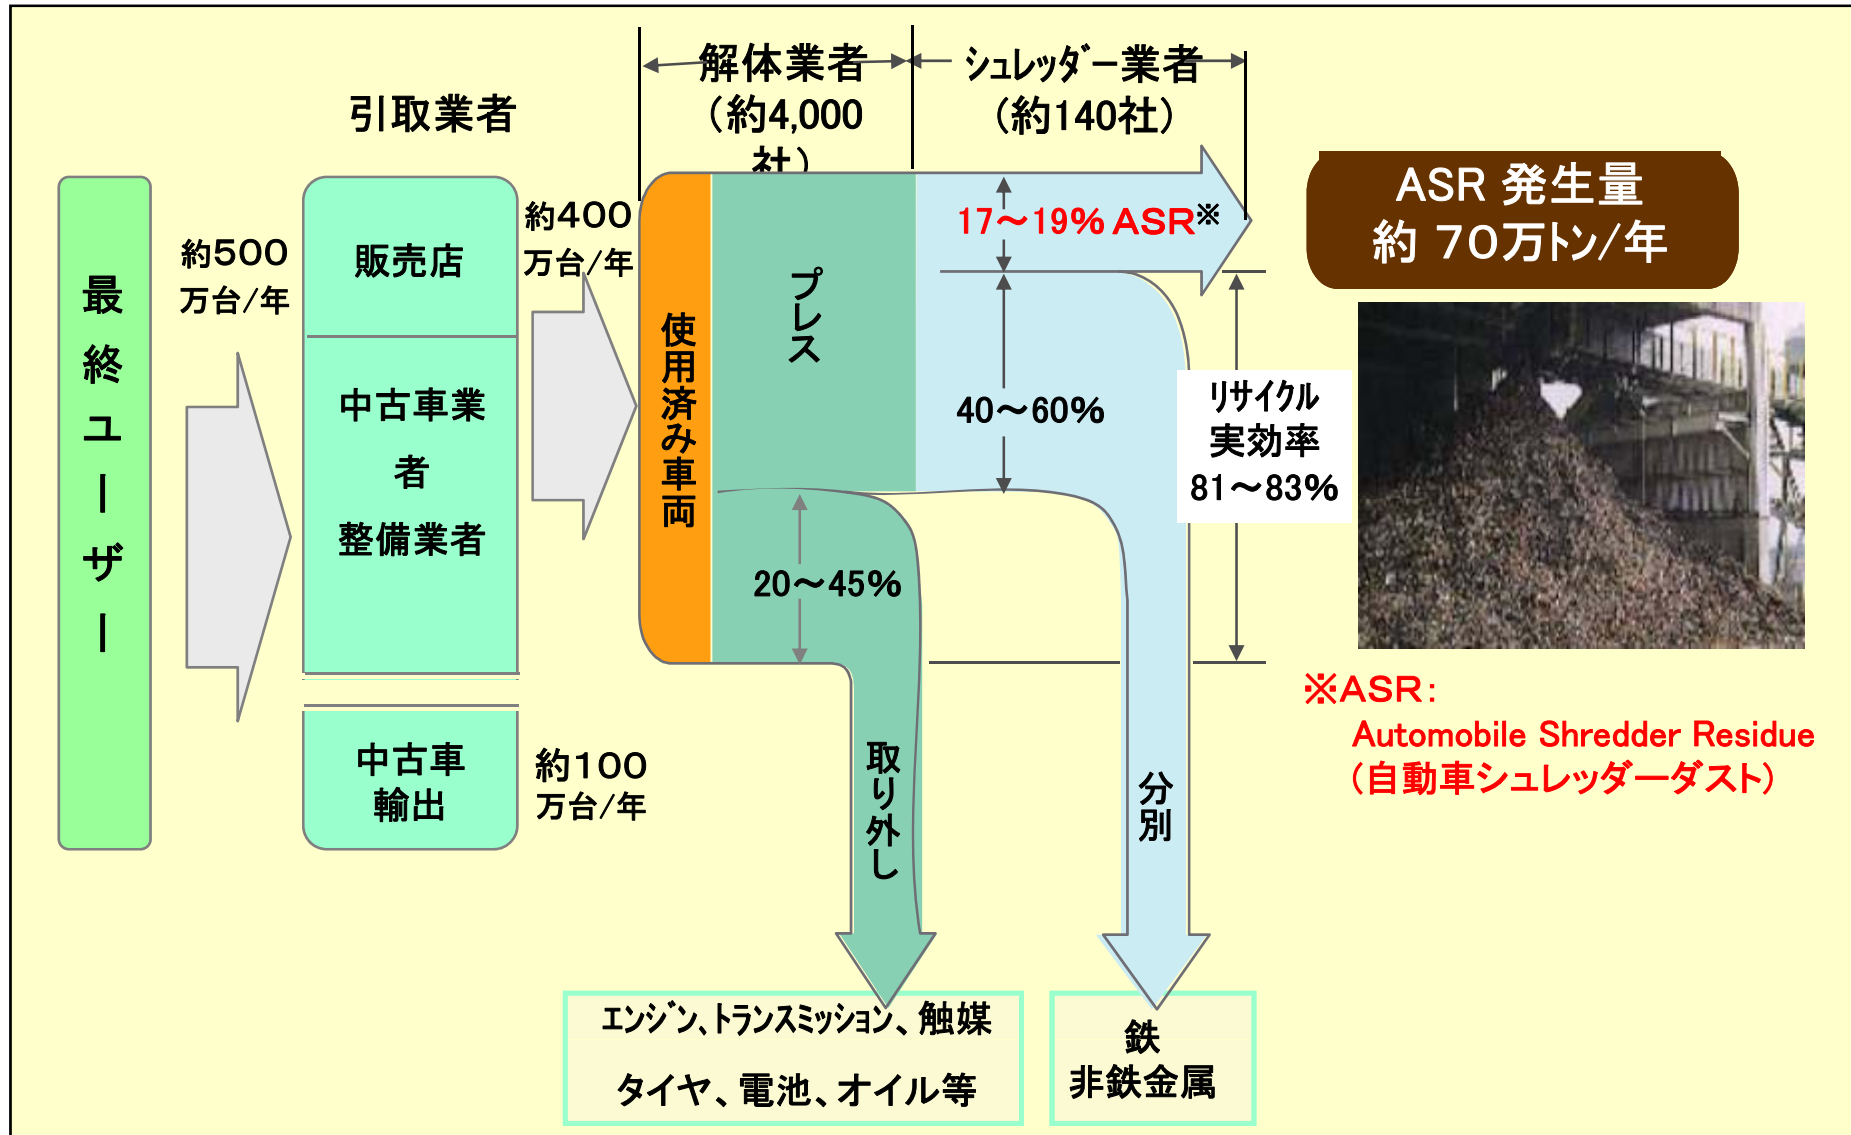 引取業者
解体業者
（約4,000
社）
シュレッダー業者
（約140社）
最終ユーザー
約500
万台/年
販売店
中古車業
者
整備業者
中古車
輸出
約400
万台/年
約100
万台/年
使用済み車両
プレス
17～19% ASR※
40～60%
20～45%
リサイクル
実効率
81～83%
取り外し
分別
エンジン、トランスミッション、触媒
タイヤ、電池、オイル等
鉄
非鉄金属
ASR 発生量
約 70万トン/年
※ASR：
Automobile Shredder Residue
（自動車シュレッダーダスト）